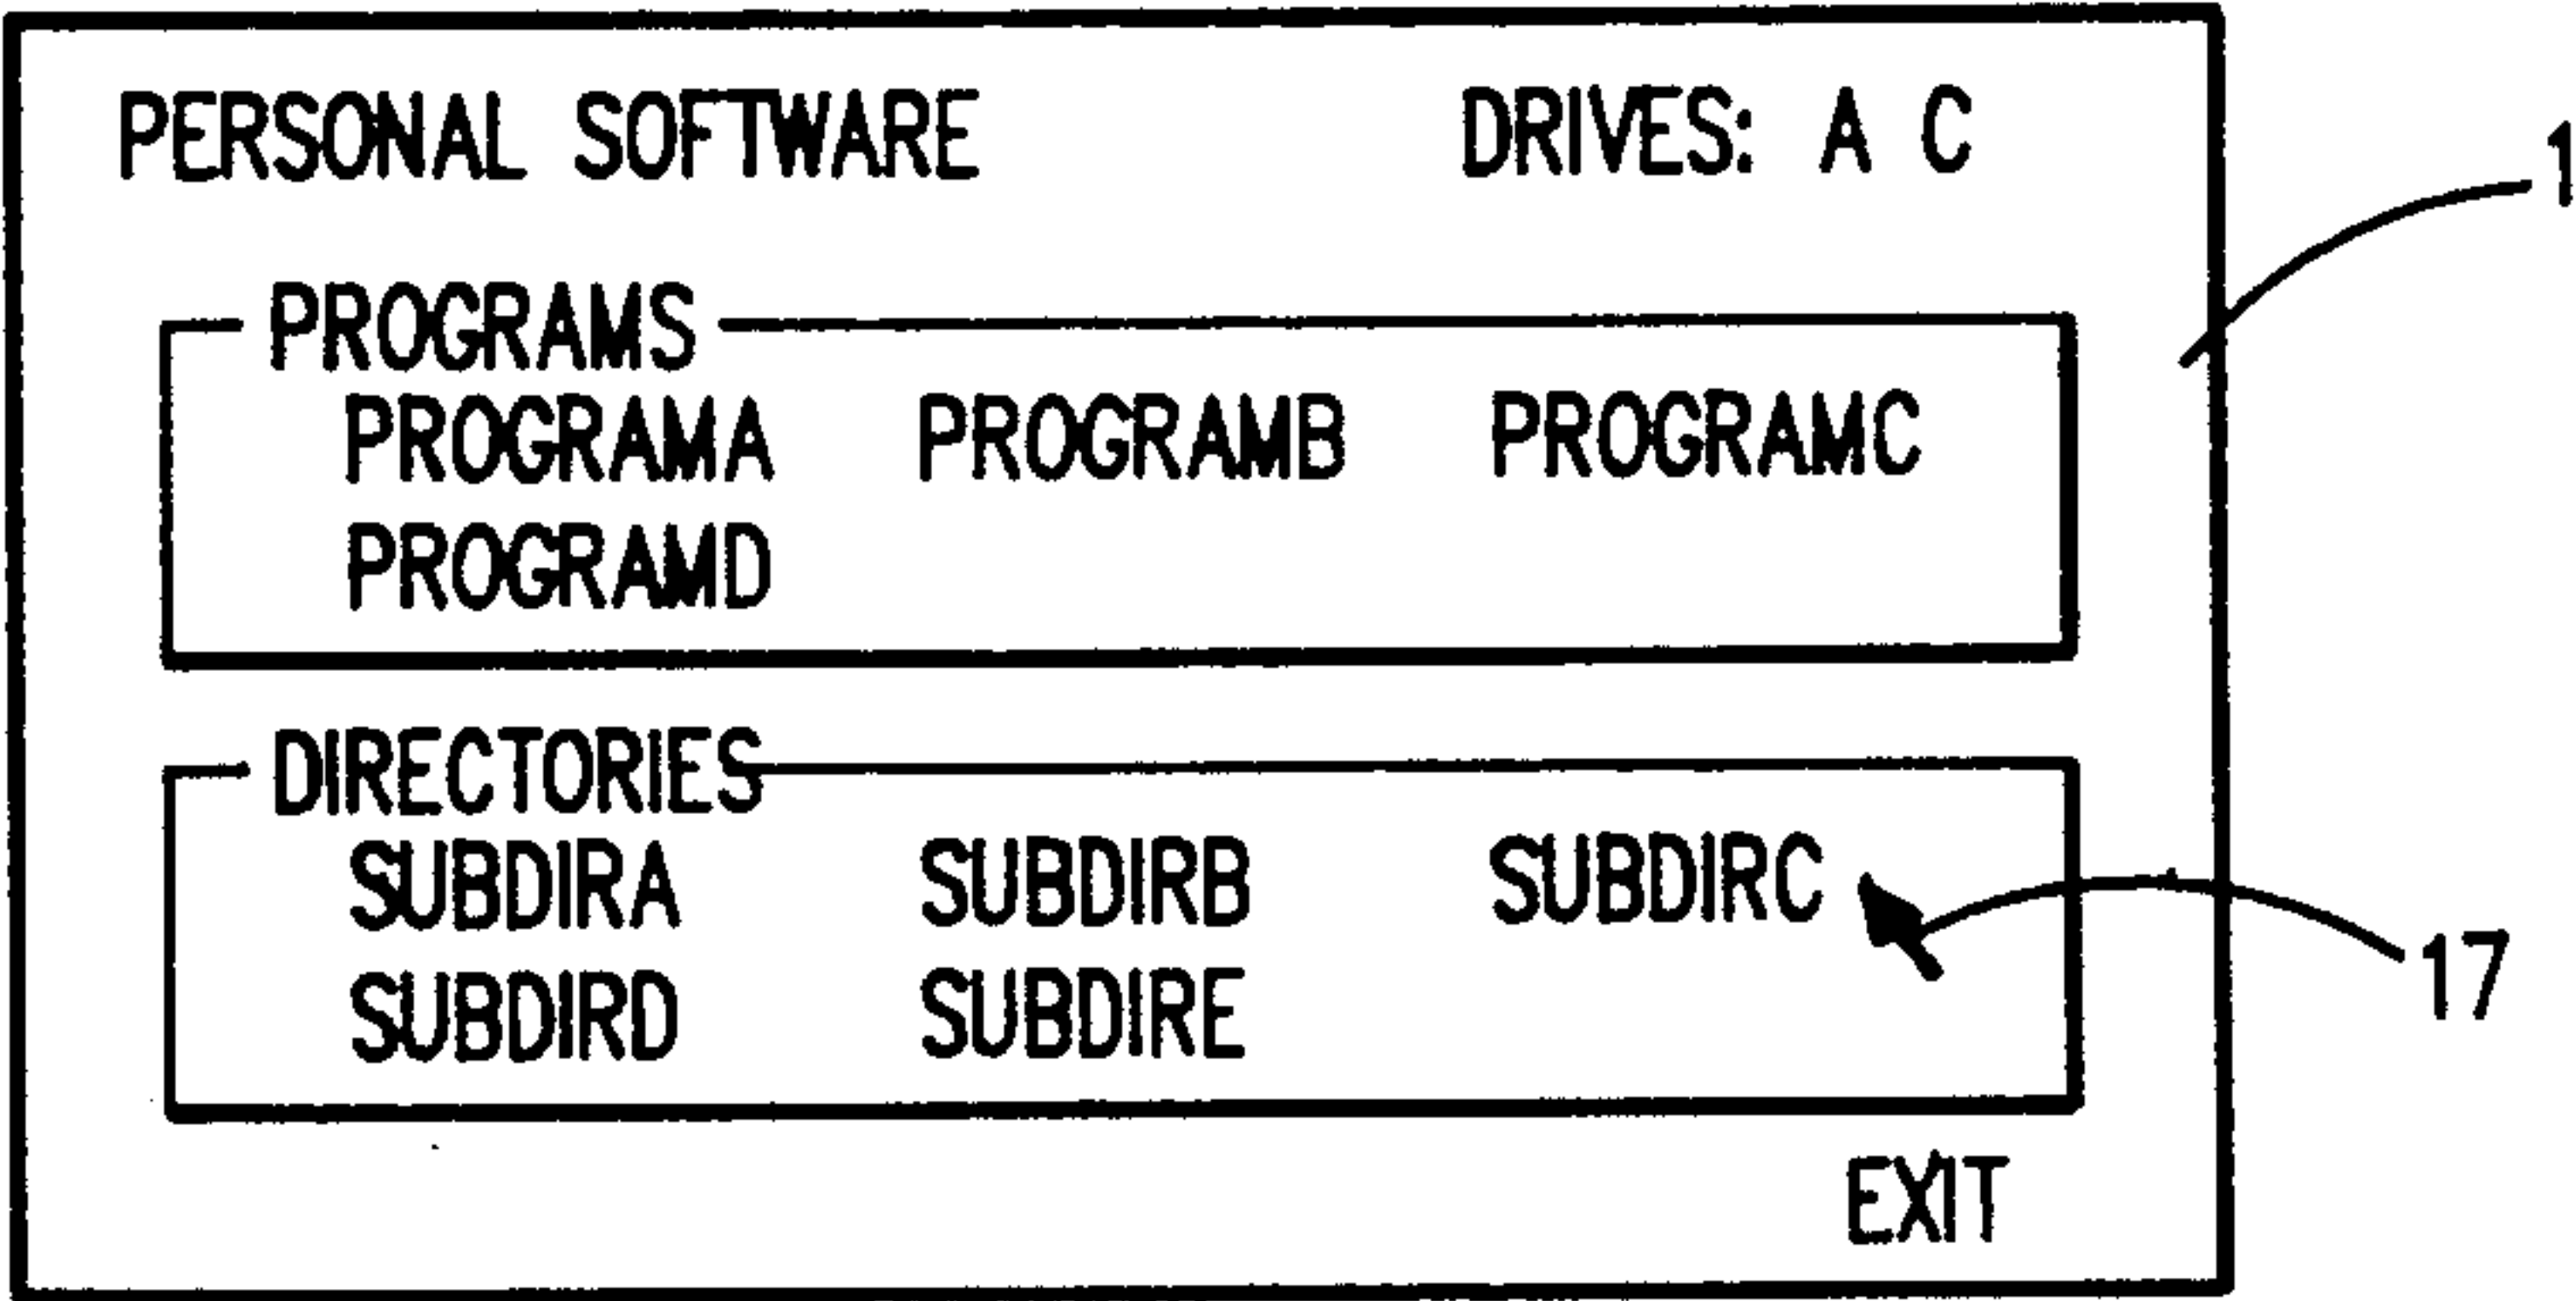 PERSONAL SOFTWARE DRIVES: A C
1
PROGRAMS
PROGRAMA PROGRAMB PROGRAMC
PROGRAMD
DIRECTORIES
SUBDIRA SUBDIRB SUBDIRC
17
SUBDIRD SUBDIRE
EXIT